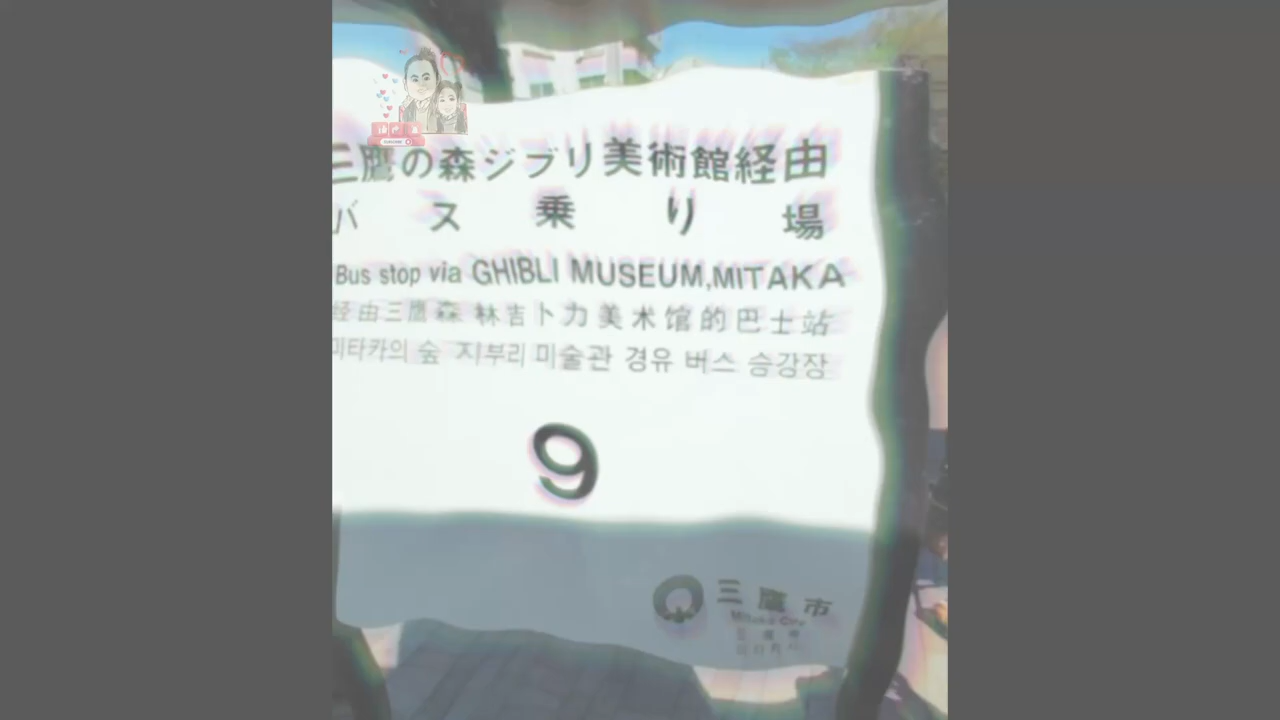 三鷹の森ジブリ美術館経由
バス乗り場
Bus stop via GHIBLI MUSEUM,MITAKA
经由三鹰森林吉卜力美术馆的巴士站
미타카의 숲 지부리 미술관 경유 버스 승강장
9
三鷹市
Mitaka City